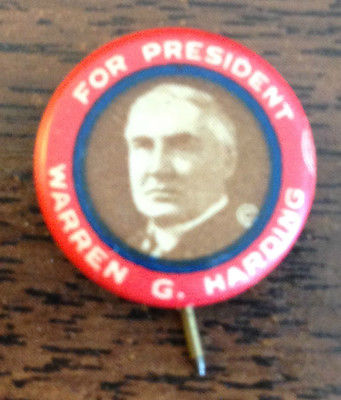 FOR PRESIDENT
WARREN G. HARDING